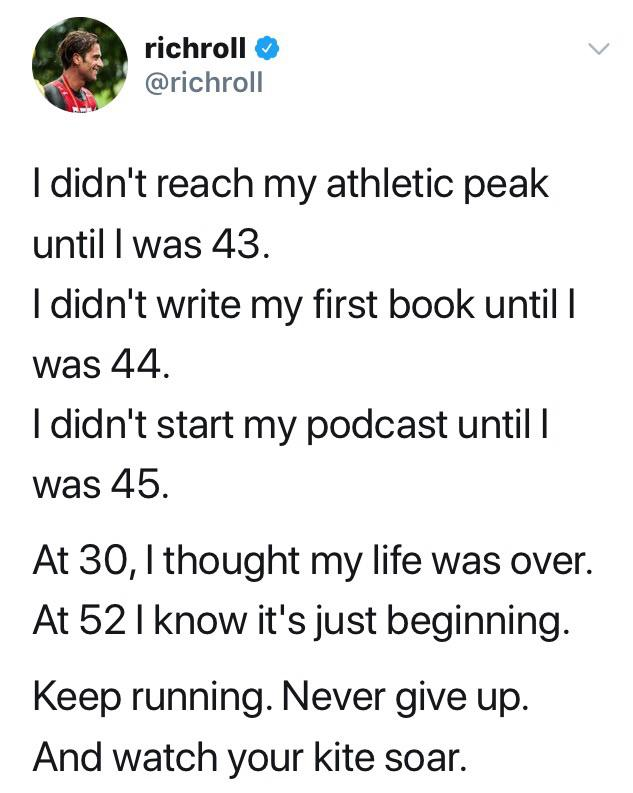 richroll
@richroll
I didn't reach my athletic peak
until I was 43.
I didn't write my first book until I
was 44.
I didn't start my podcast until I
was 45.
At 30, I thought my life was over.
At 52 I know it's just beginning.
Keep running. Never give up.
And watch your kite soar.